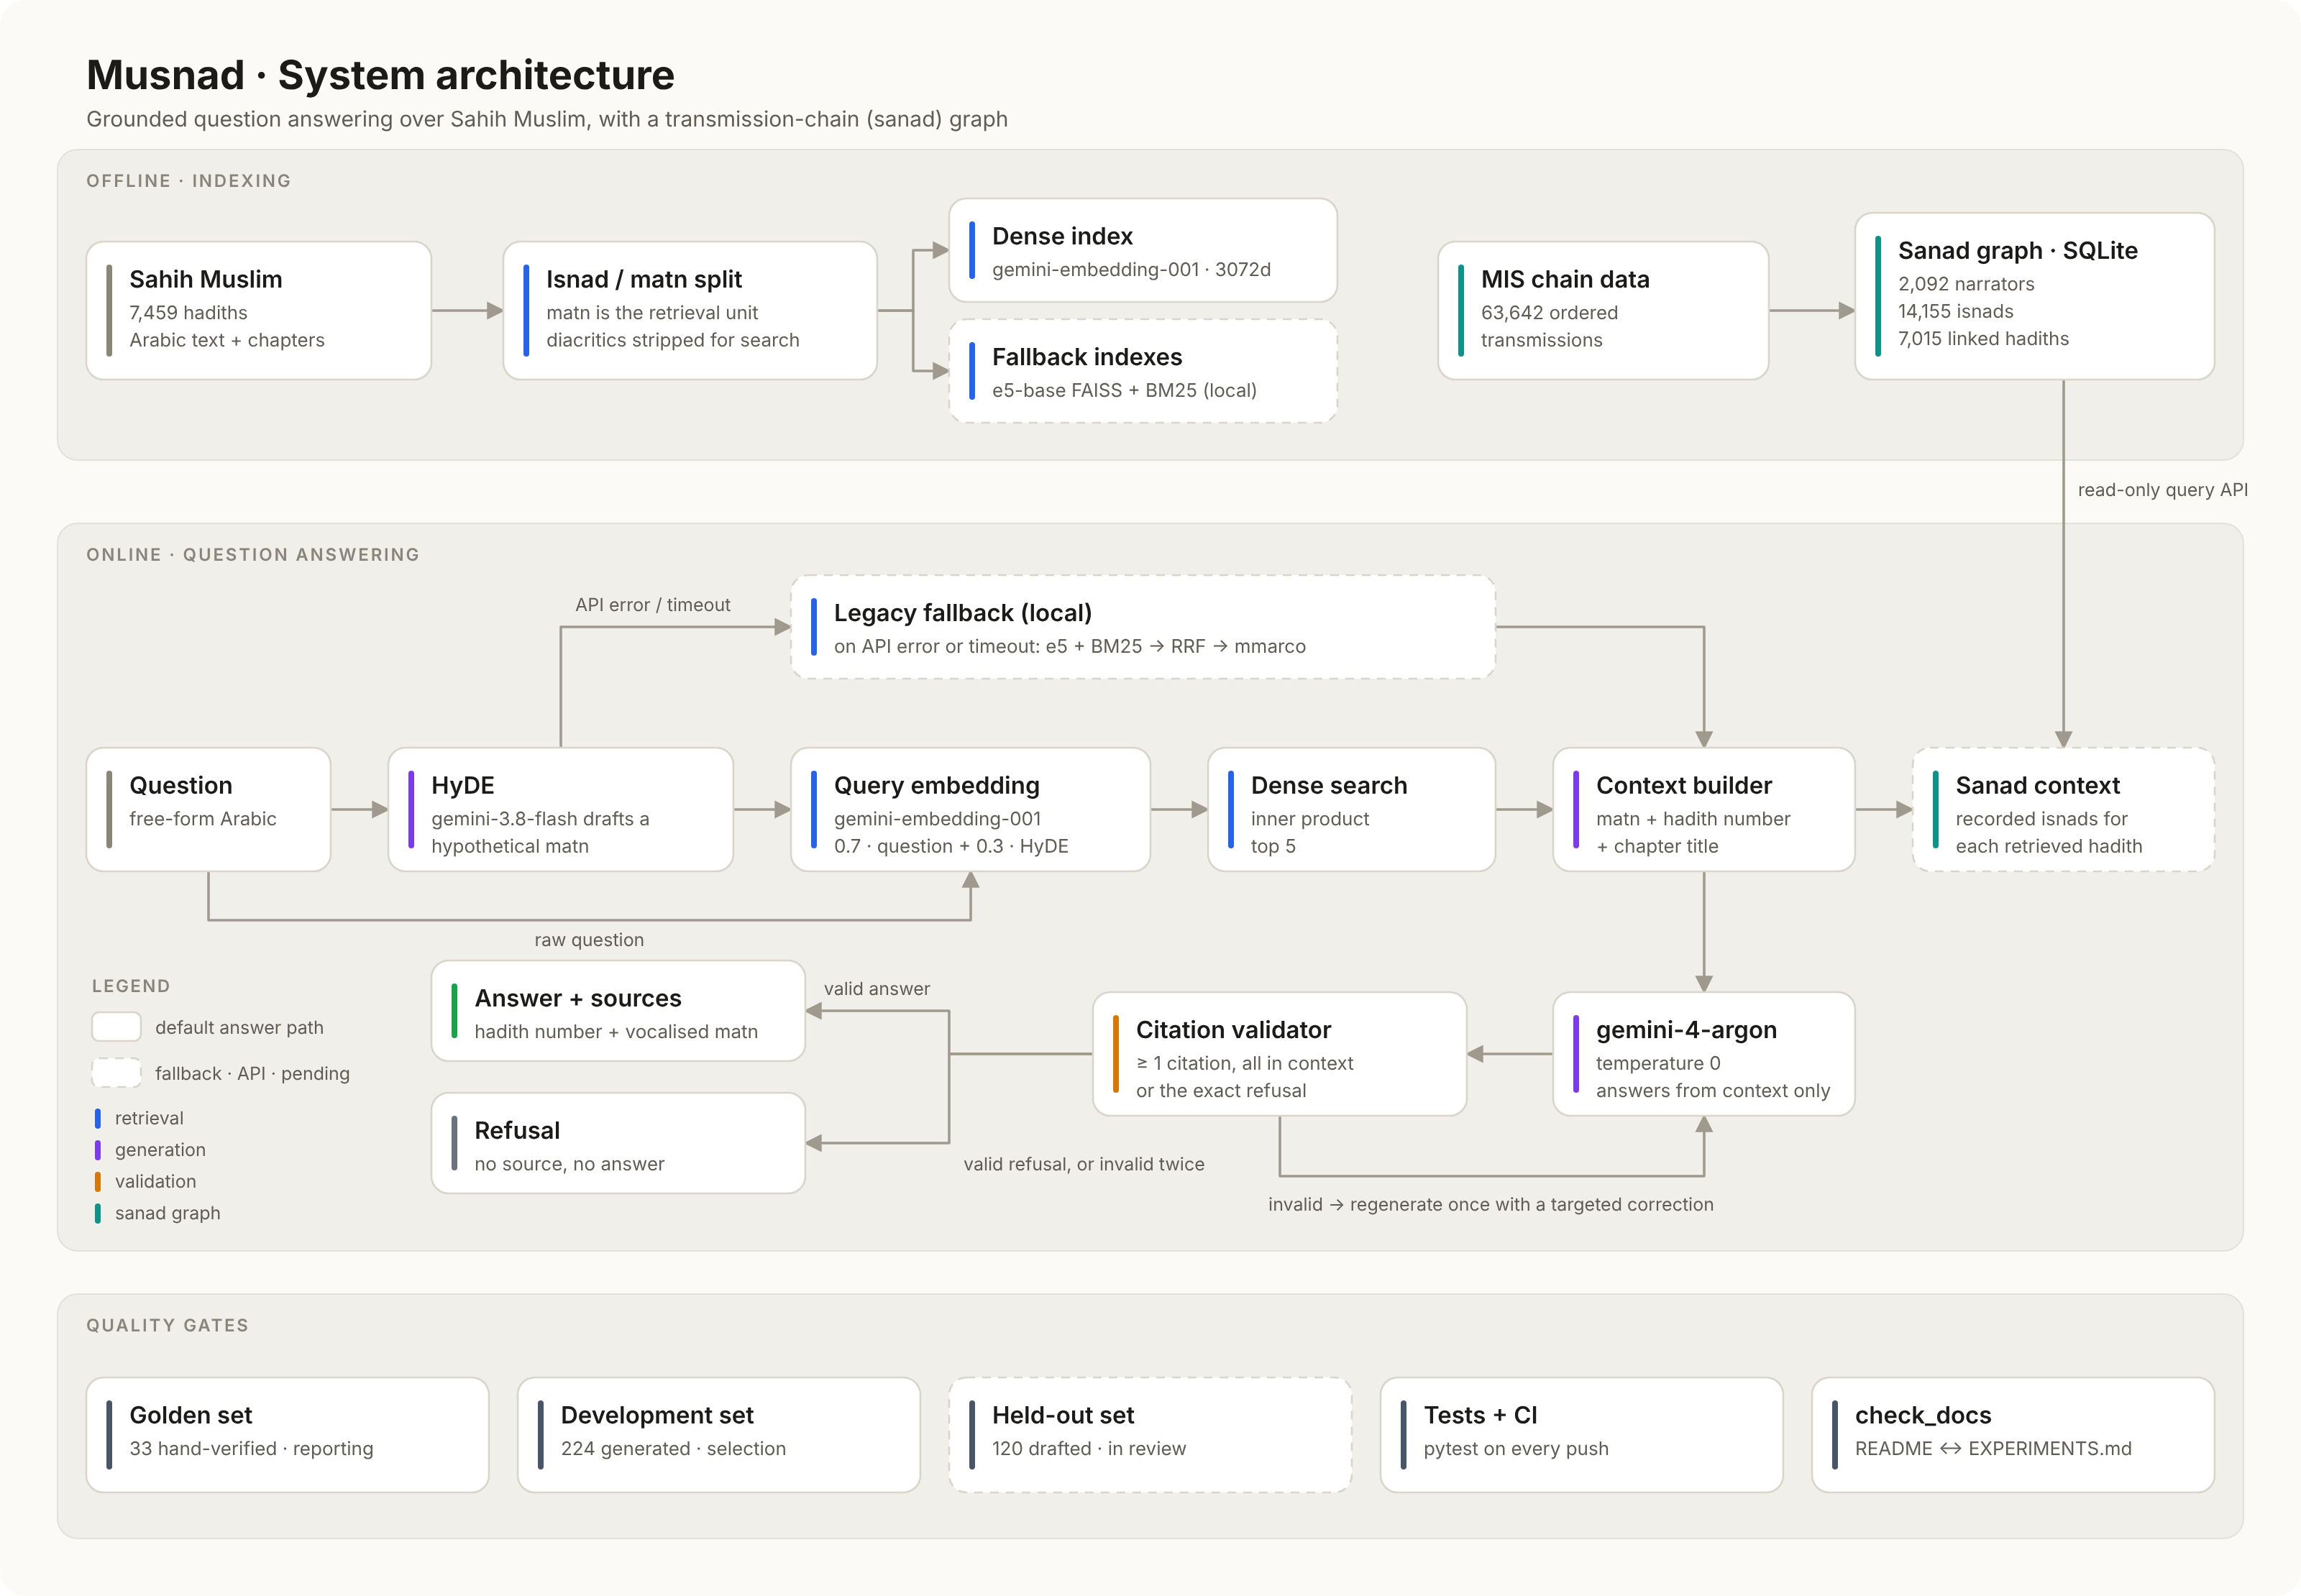 Musnad · System architecture
Grounded question answering over Sahih Muslim, with a transmission-chain (sanad) graph
OFFLINE · INDEXING
Sahih Muslim
7,459 hadiths
Arabic text + chapters
Isnad / matn split
matn is the retrieval unit
diacritics stripped for search
Dense index
gemini-embedding-001 · 3072d
Fallback indexes
e5-base FAISS + BM25 (local)
MIS chain data
63,642 ordered
transmissions
Sanad graph · SQLite
2,092 narrators
14,155 isnads
7,015 linked hadiths
read-only query API
ONLINE · QUESTION ANSWERING
API error / timeout
Legacy fallback (local)
on API error or timeout: e5 + BM25 → RRF → mmarco
Question
free-form Arabic
HyDE
gemini-3.8-flash drafts a
hypothetical matn
Query embedding
gemini-embedding-001
0.7 · question + 0.3 · HyDE
Dense search
inner product
top 5
Context builder
matn + hadith number
+ chapter title
Sanad context
recorded isnads for
each retrieved hadith
raw question
LEGEND
default answer path
fallback · API · pending
retrieval
generation
validation
sanad graph
Answer + sources
hadith number + vocalised matn
valid answer
Refusal
no source, no answer
valid refusal, or invalid twice
Citation validator
≥ 1 citation, all in context
or the exact refusal
gemini-4-argon
temperature 0
answers from context only
invalid → regenerate once with a targeted correction
QUALITY GATES
Golden set
33 hand-verified · reporting
Development set
224 generated · selection
Held-out set
120 drafted · in review
Tests + CI
pytest on every push
check_docs
README ↔ EXPERIMENTS.md